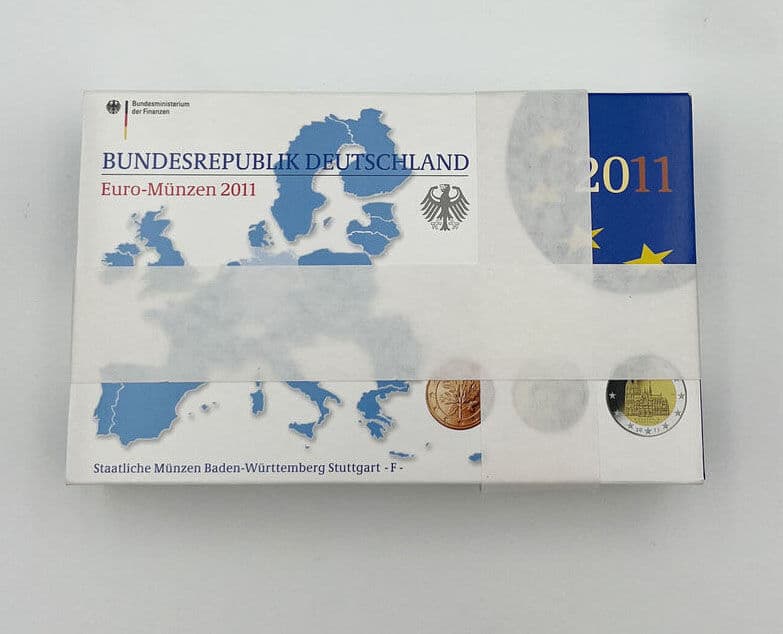 Bundesministerium
der Finanzen
BUNDESREPUBLIK DEUTSCHLAND
Euro-Münzen 2011
2011
Staatliche Münzen Baden-Württemberg Stuttgart - F -